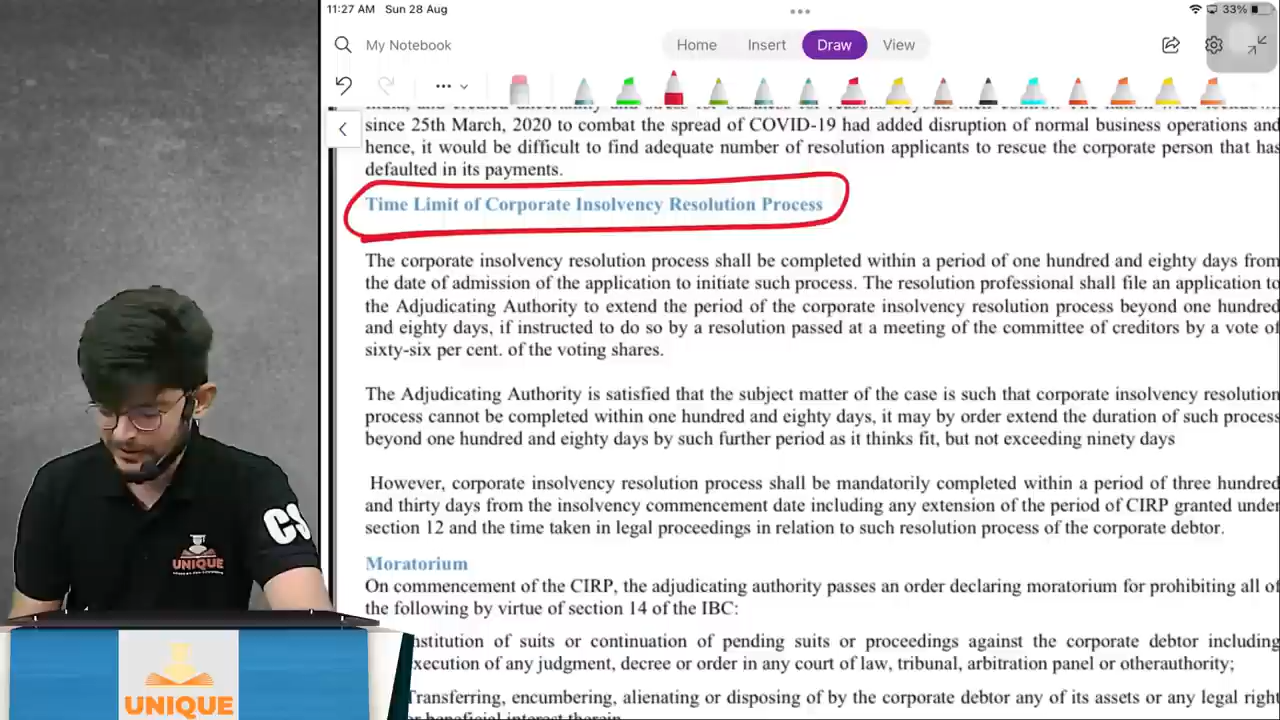 11:27 AM Sun 28 Aug
33%
My Notebook
Home Insert Draw View
since 25th March, 2020 to combat the spread of COVID-19 had added disruption of normal business operations and
hence, it would be difficult to find adequate number of resolution applicants to rescue the corporate person that has
defaulted in its payments.
Time Limit of Corporate Insolvency Resolution Process
The corporate insolvency resolution process shall be completed within a period of one hundred and eighty days from
the date of admission of the application to initiate such process. The resolution professional shall file an application to
the Adjudicating Authority to extend the period of the corporate insolvency resolution process beyond one hundred
and eighty days, if instructed to do so by a resolution passed at a meeting of the committee of creditors by a vote of
sixty-six per cent. of the voting shares.
The Adjudicating Authority is satisfied that the subject matter of the case is such that corporate insolvency resolution
process cannot be completed within one hundred and eighty days, it may by order extend the duration of such process
beyond one hundred and eighty days by such further period as it thinks fit, but not exceeding ninety days
However, corporate insolvency resolution process shall be mandatorily completed within a period of three hundred
and thirty days from the insolvency commencement date including any extension of the period of CIRP granted under
section 12 and the time taken in legal proceedings in relation to such resolution process of the corporate debtor.
Moratorium
On commencement of the CIRP, the adjudicating authority passes an order declaring moratorium for prohibiting all of
the following by virtue of section 14 of the IBC:
nstitution of suits or continuation of pending suits or proceedings against the corporate debtor including
xecution of any judgment, decree or order in any court of law, tribunal, arbitration panel or otherauthority;
Transferring, encumbering, alienating or disposing of by the corporate debtor any of its assets or any legal right
CS
UNIQUE
UNIQUE